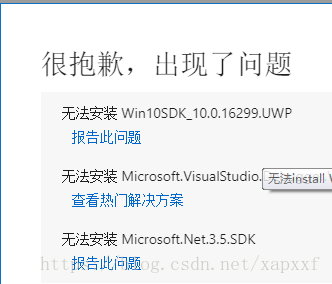 很抱歉，出现了问题
无法安装 Win10SDK_10.0.16299.UWP
报告此问题
无法安装 Microsoft.VisualStudio.
无法install
查看热门解决方案
无法安装 Microsoft.Net.3.5.SDK
报告此问题
http://blog.csdn.net/xapxxf